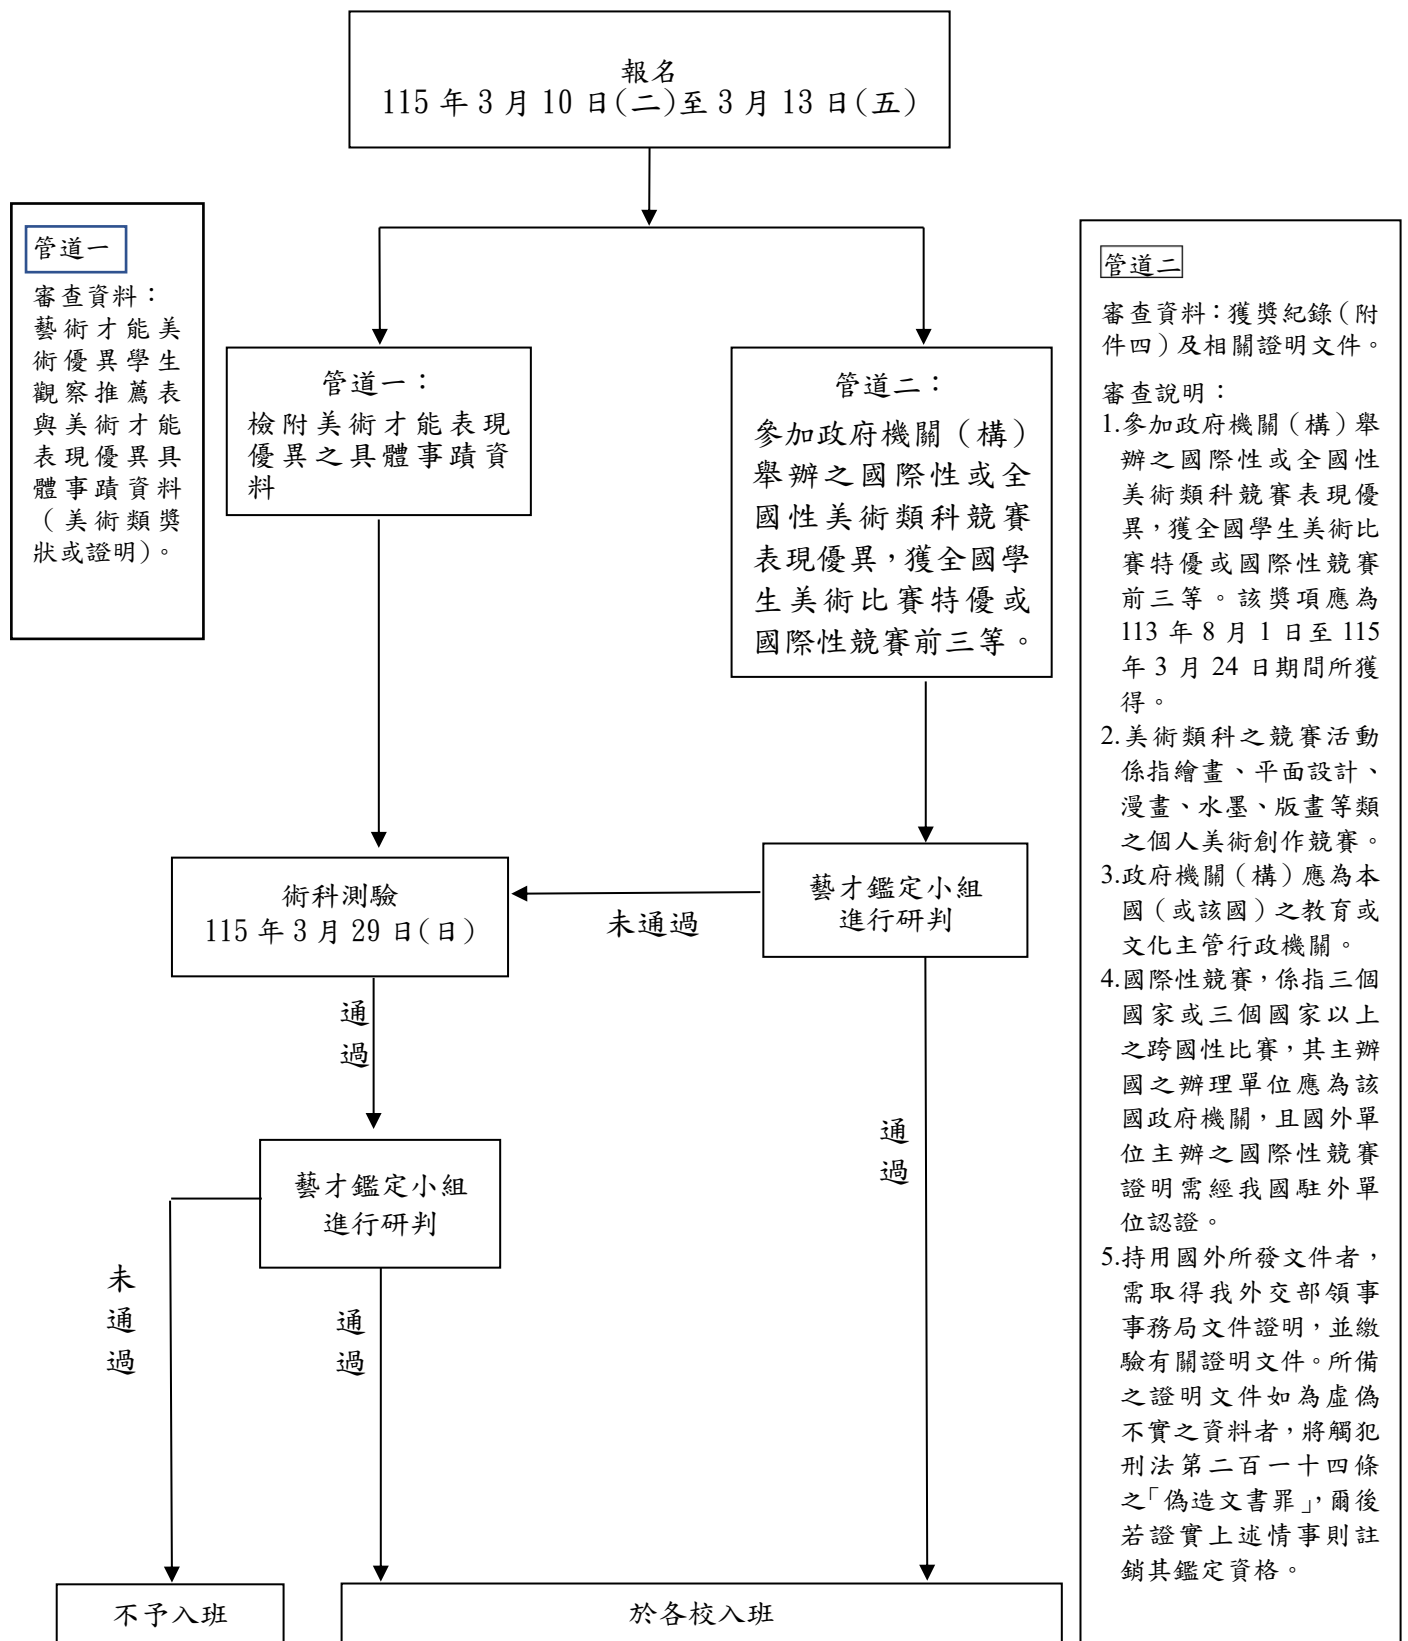 報名
115 年 3 月 10 日(二)至 3 月 13 日(五)
管道一
審查資料：
藝術才能美
術優異學生
觀察推薦表
與美術才能
表現優異具
體事蹟資料
（美術類獎
狀或證明）。
管道一：
檢附美術才能表現
優異之具體事蹟資
料
管道二：
參加政府機關（構）
舉辦之國際性或全
國性美術類科競賽
表現優異，獲全國學
生美術比賽特優或
國際性競賽前三等。
術科測驗
115 年 3 月 29 日(日)
未通過
藝才鑑定小組
進行研判
通
過
藝才鑑定小組
進行研判
通
過
未
通
過
通
過
不予入班
於各校入班
管道二
審查資料：獲獎紀錄（附
件四）及相關證明文件。
審查說明：
1.參加政府機關（構）舉
辦之國際性或全國性
美術類科競賽表現優
異，獲全國學生美術比
賽特優或國際性競賽
前三等。該獎項應為
113 年 8 月 1 日至 115
年 3 月 24 日期間所獲
得。
2.美術類科之競賽活動
係指繪畫、平面設計、
漫畫、水墨、版畫等類
之個人美術創作競賽。
3.政府機關（構）應為本
國（或該國）之教育或
文化主管行政機關。
4.國際性競賽，係指三個
國家或三個國家以上
之跨國性比賽，其主辦
國之辦理單位應為該
國政府機關，且國外單
位主辦之國際性競賽
證明需經我國駐外單
位認證。
5.持用國外所發文件者，
需取得我外交部領事
事務局文件證明，並繳
驗有關證明文件。所備
之證明文件如為虛偽
不實之資料者，將觸犯
刑法第二百一十四條
之「偽造文書罪」，爾後
若證實上述情事則註
銷其鑑定資格。